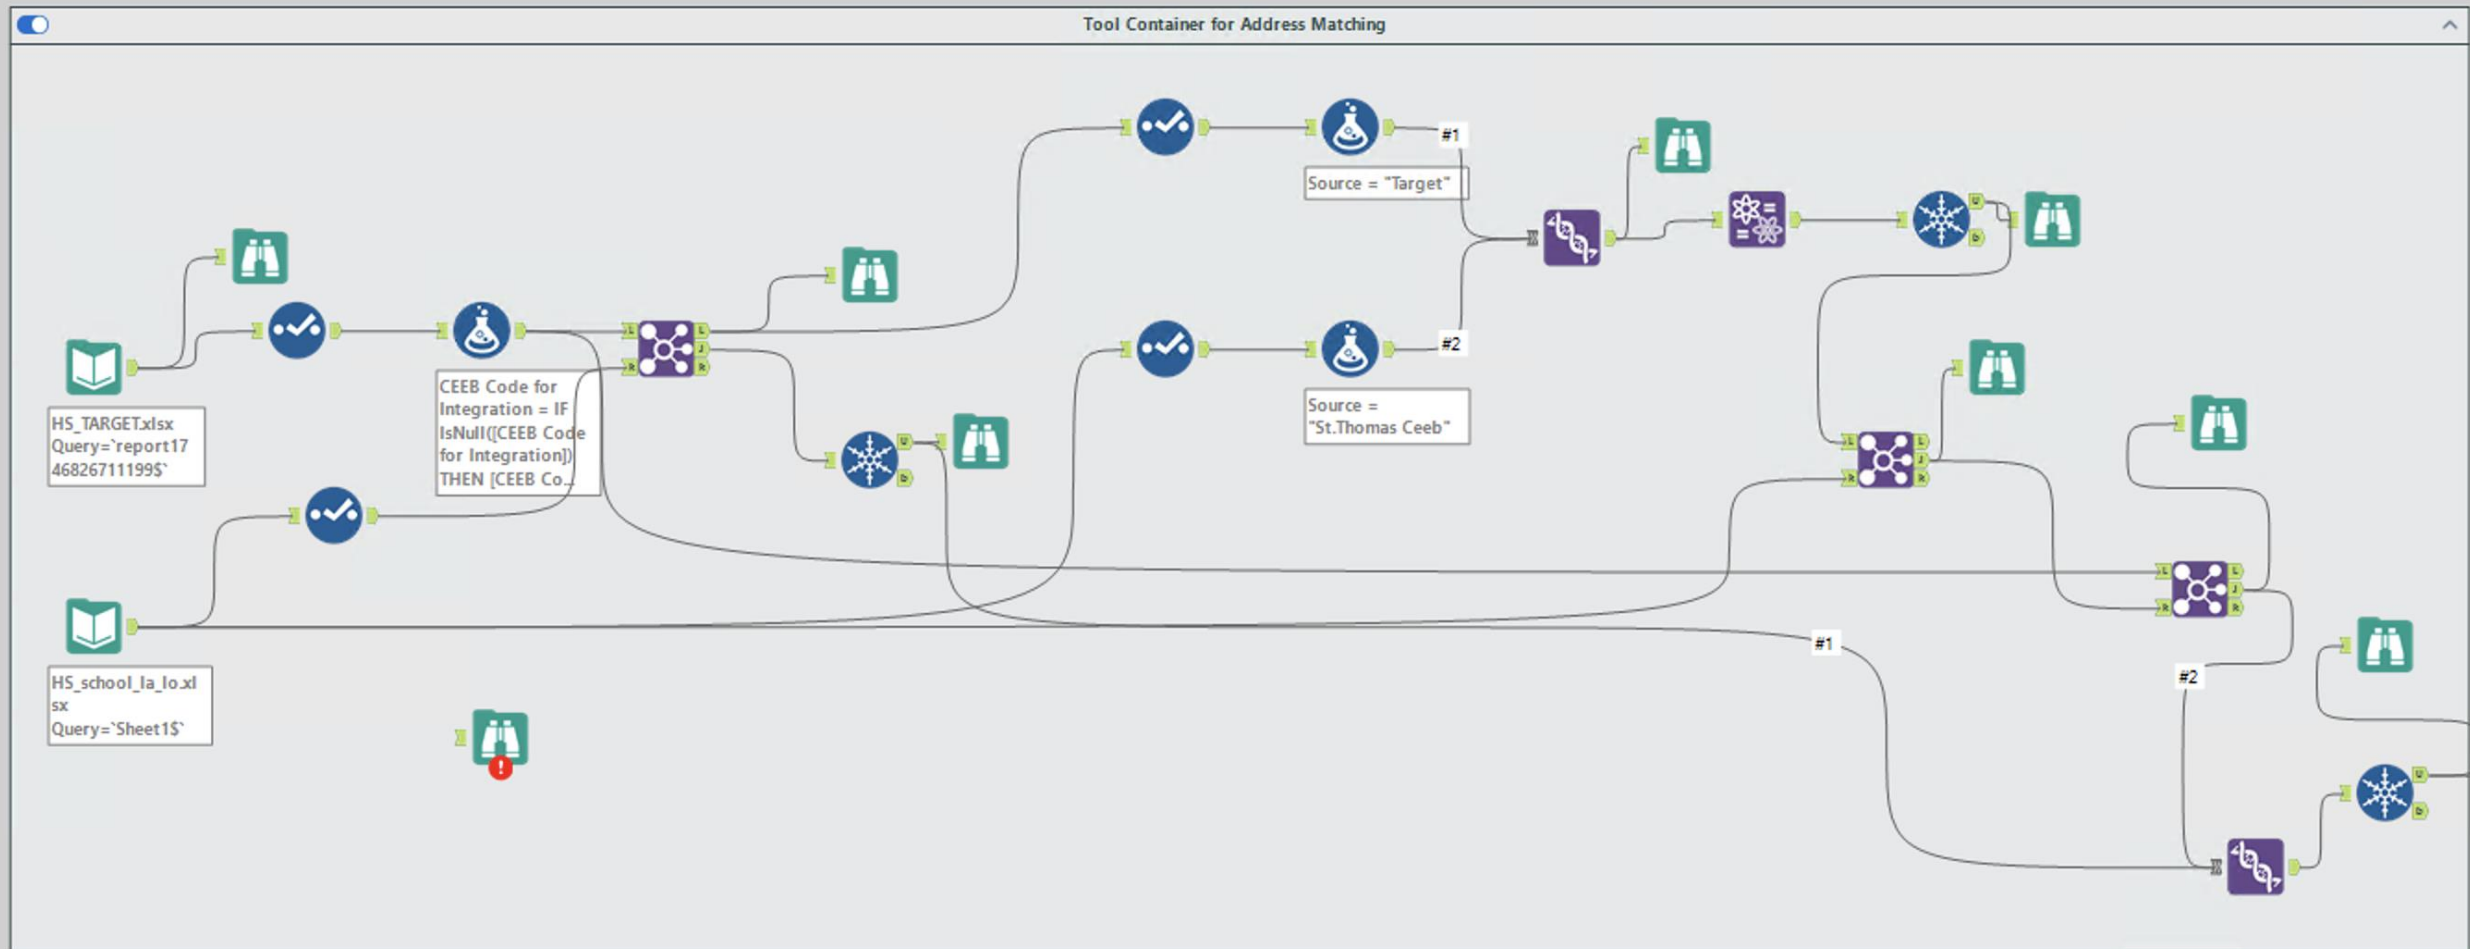 Tool Container for Address Matching
#1
Source = "Target"
CEEB Code for
Integration = IF
IsNull([CEEB Code
for Integration])
THEN [CEEB Co...
#2
Source =
"St.Thomas Ceeb"
HS_TARGET.xlsx
Query=`report17
46826711199$`
HS_school_la_lo.xl
sx
Query=`Sheet1$`
#1
#2